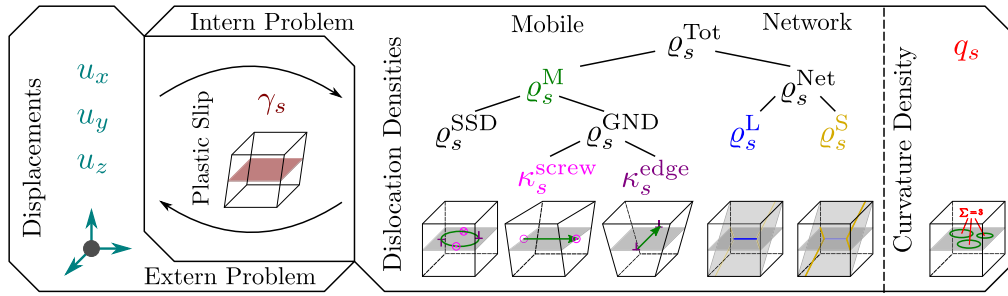 Displacements
u_x
u_y
u_z
Intern Problem
Plastic Slip
γ_s
Extern Problem
Dislocation Densities
Mobile
Network
ϱ_s^Tot
ϱ_s^M
ϱ_s^Net
ϱ_s^SSD
ϱ_s^GND
ϱ_s^L
ϱ_s^S
κ_s^screw
κ_s^edge
Curvature Density
q_s
Σ=3